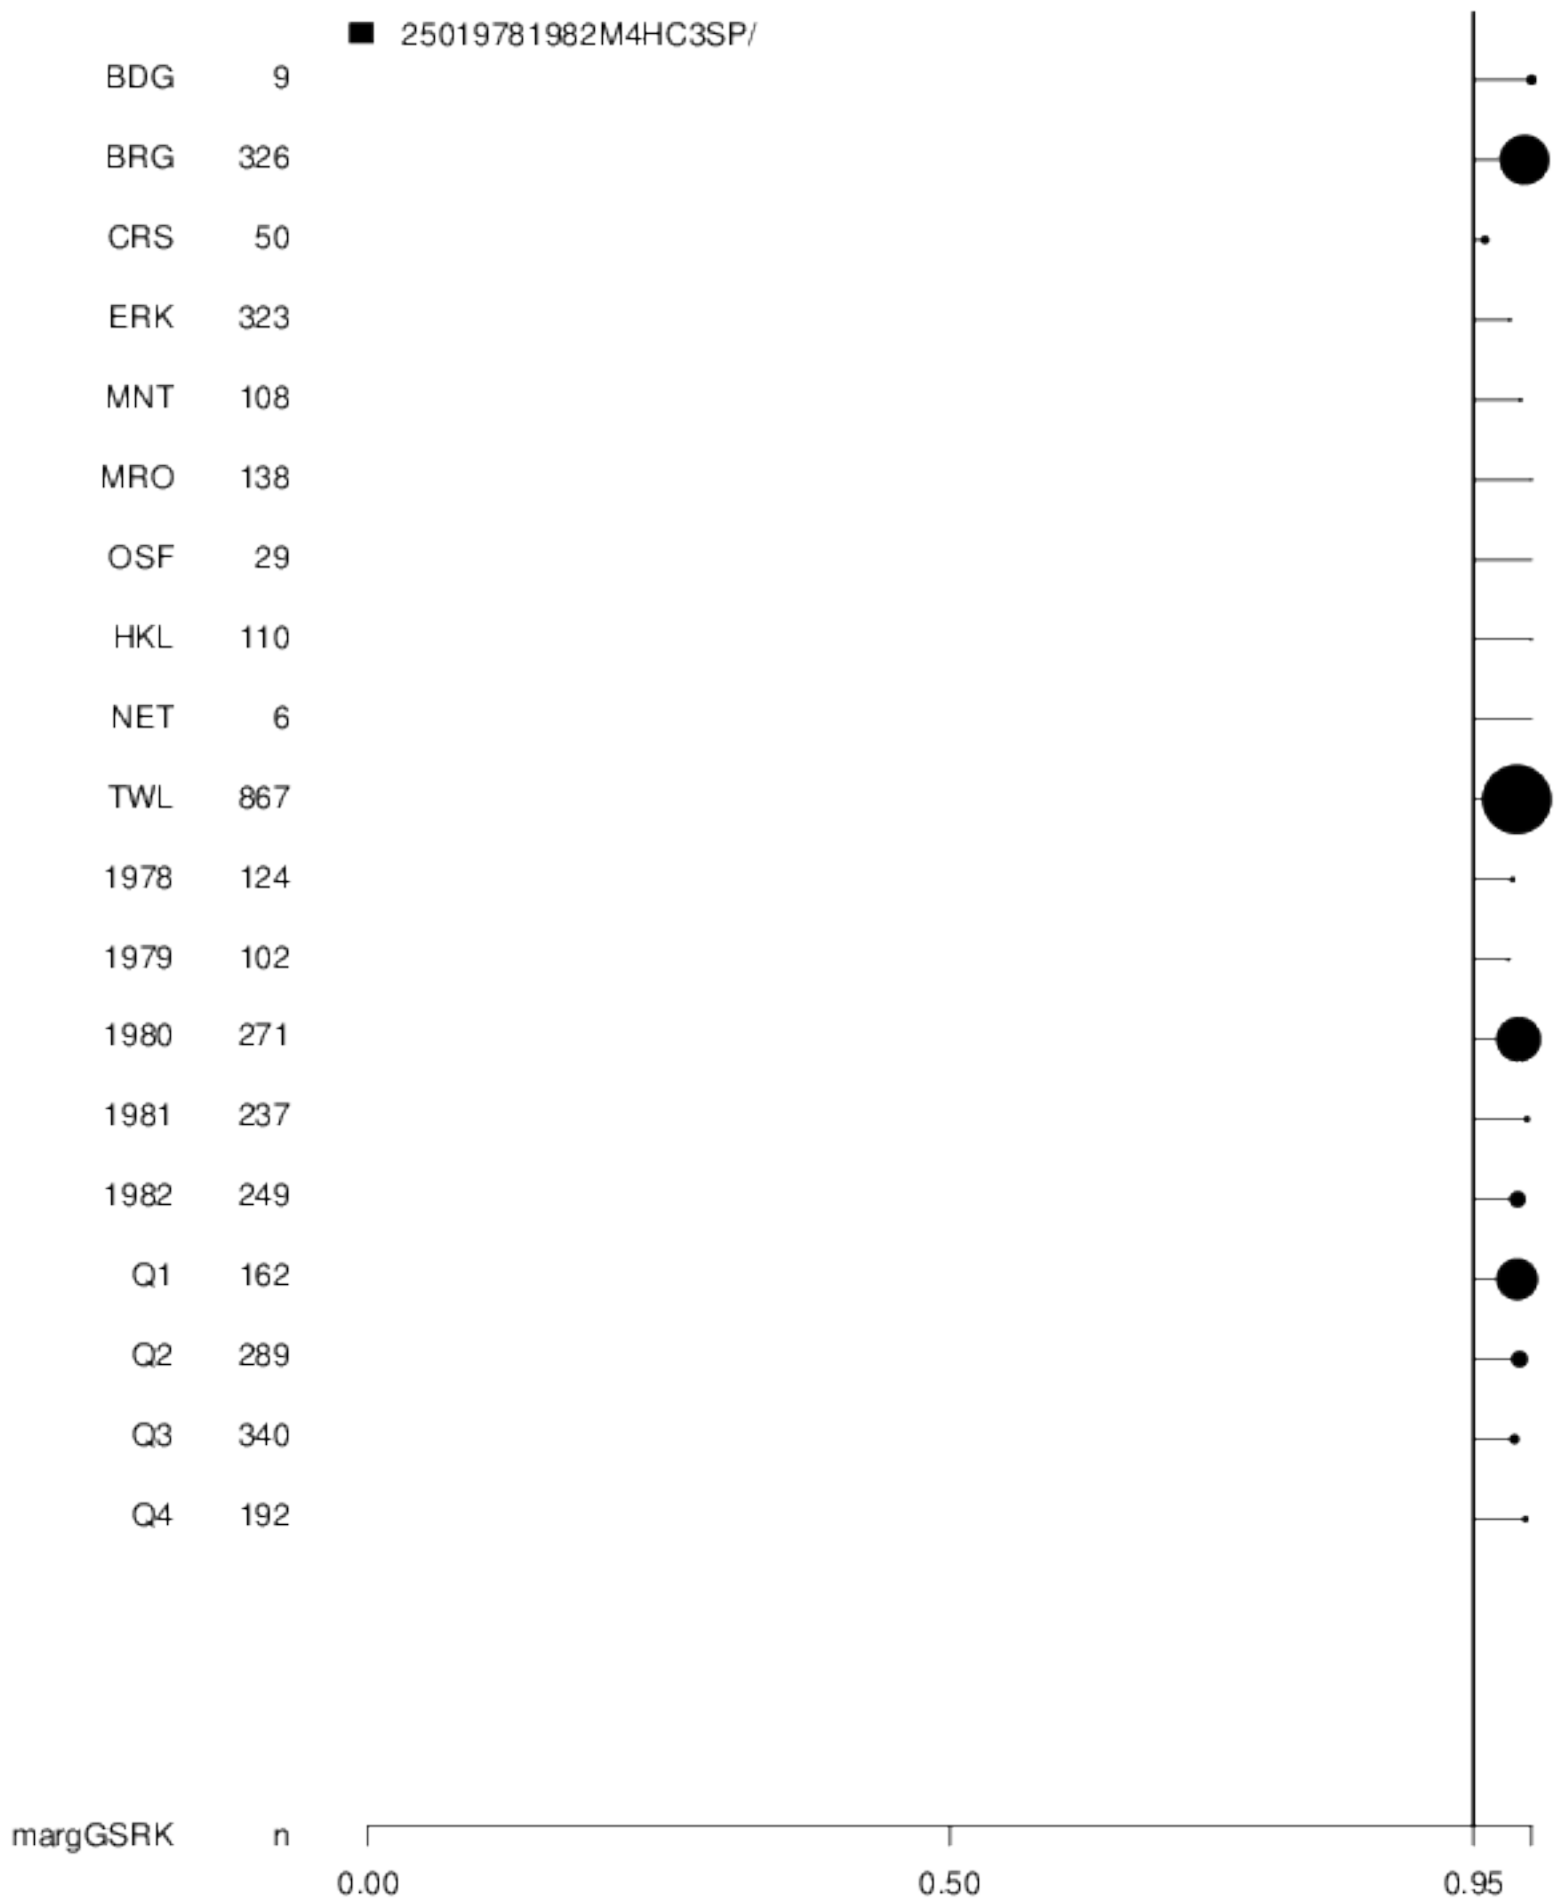 25019781982M4HC3SP/
BDG 9
BRG 326
CRS 50
ERK 323
MNT 108
MRO 138
OSF 29
HKL 110
NET 6
TWL 867
1978 124
1979 102
1980 271
1981 237
1982 249
Q1 162
Q2 289
Q3 340
Q4 192
margGSRK n
0.00 0.50 0.95